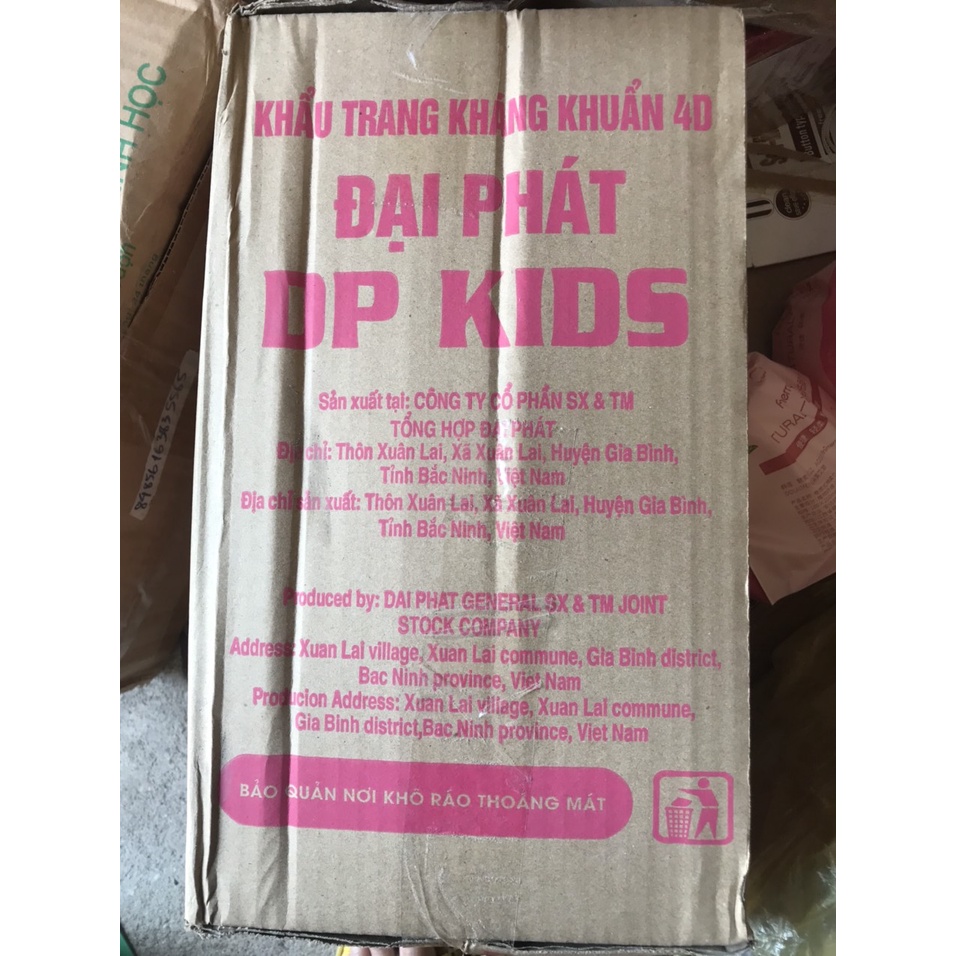 KHẨU TRANG KHÁNG KHUẨN 4D
ĐẠI PHÁT
DP KIDS
Sản xuất tại: CÔNG TY CỔ PHẦN SX & TM
TỔNG HỢP ĐẠI PHÁT
Địa chỉ: Thôn Xuân Lai, Xã Xuân Lai, Huyện Gia Bình,
Tỉnh Bắc Ninh, Việt Nam
Địa chỉ sản xuất: Thôn Xuân Lai, Xã Xuân Lai, Huyện Gia Bình,
Tỉnh Bắc Ninh, Việt Nam
Produced by: DAI PHAT GENERAL SX & TM JOINT
STOCK COMPANY
Address: Xuan Lai village, Xuan Lai commune, Gia Binh district,
Bac Ninh province, Viet Nam
Producion Address: Xuan Lai village, Xuan Lai commune,
Gia Binh district,Bac Ninh province, Viet Nam
BẢO QUẢN NƠI KHÔ RÁO THOÁNG MÁT
HỌC
Button